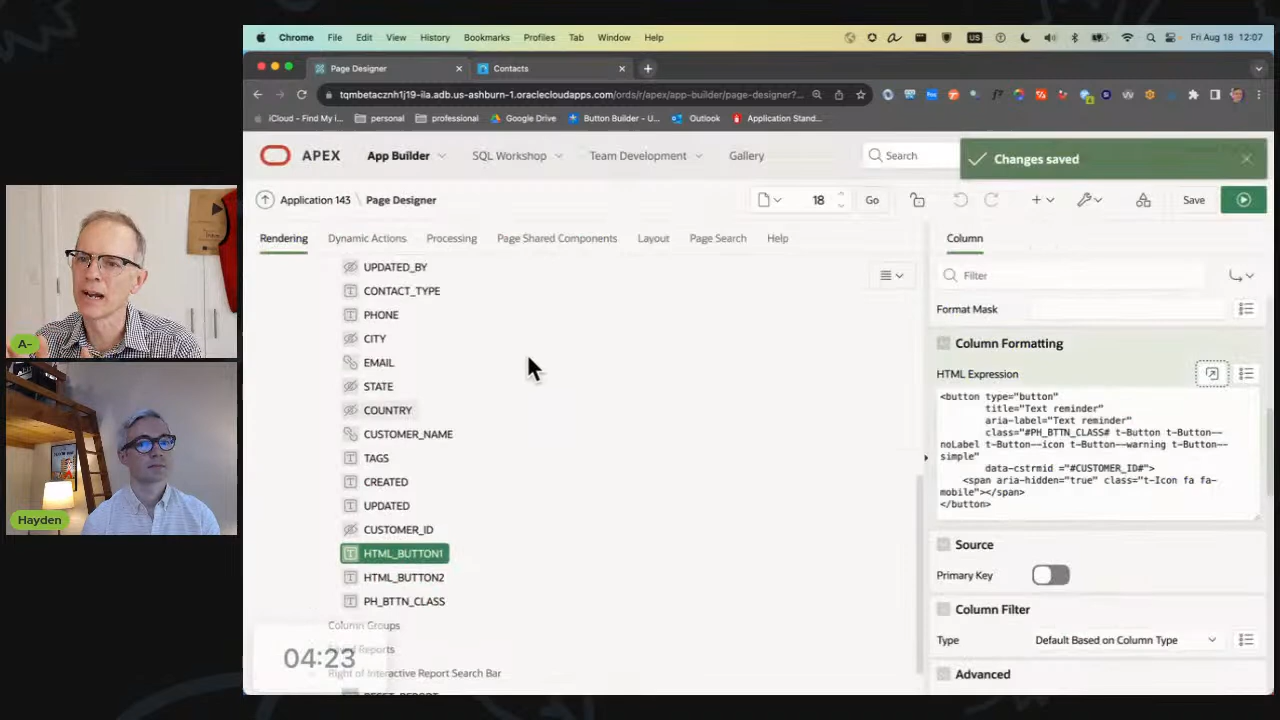 Chrome File Edit View History Bookmarks Profiles Tab Window Help US Fri Aug 18 12:07
Page Designer × Contacts × +
tqmbetacznh1j19-ila.adb.us-ashburn-1.oraclecloudapps.com/ords/r/apex/app-builder/page-designer?...
iCloud - Find My i... personal professional Google Drive Button Builder - U... Outlook Application Stand...
APEX App Builder SQL Workshop Team Development Gallery Search Changes saved
Application 143 \ Page Designer 18 Go Save
Rendering Dynamic Actions Processing Page Shared Components Layout Page Search Help Column
UPDATED_BY
CONTACT_TYPE
PHONE
CITY
EMAIL
STATE
COUNTRY
CUSTOMER_NAME
TAGS
CREATED
UPDATED
CUSTOMER_ID
HTML_BUTTON1
HTML_BUTTON2
PH_BTTN_CLASS
Column Groups
Reports
Right of Interactive Report Search Bar
04:23
Filter
Format Mask
Column Formatting
HTML Expression
<button type="button"
title="Text reminder"
aria-label="Text reminder"
class="#PH_BTTN_CLASS# t-Button t-Button--
noLabel t-Button--icon t-Button--warning t-Button--
simple"
data-cstrmid ="#CUSTOMER_ID#">
<span aria-hidden="true" class="t-Icon fa fa-
mobile"></span>
</button>
Source
Primary Key
Column Filter
Type Default Based on Column Type
Advanced
A-
Hayden